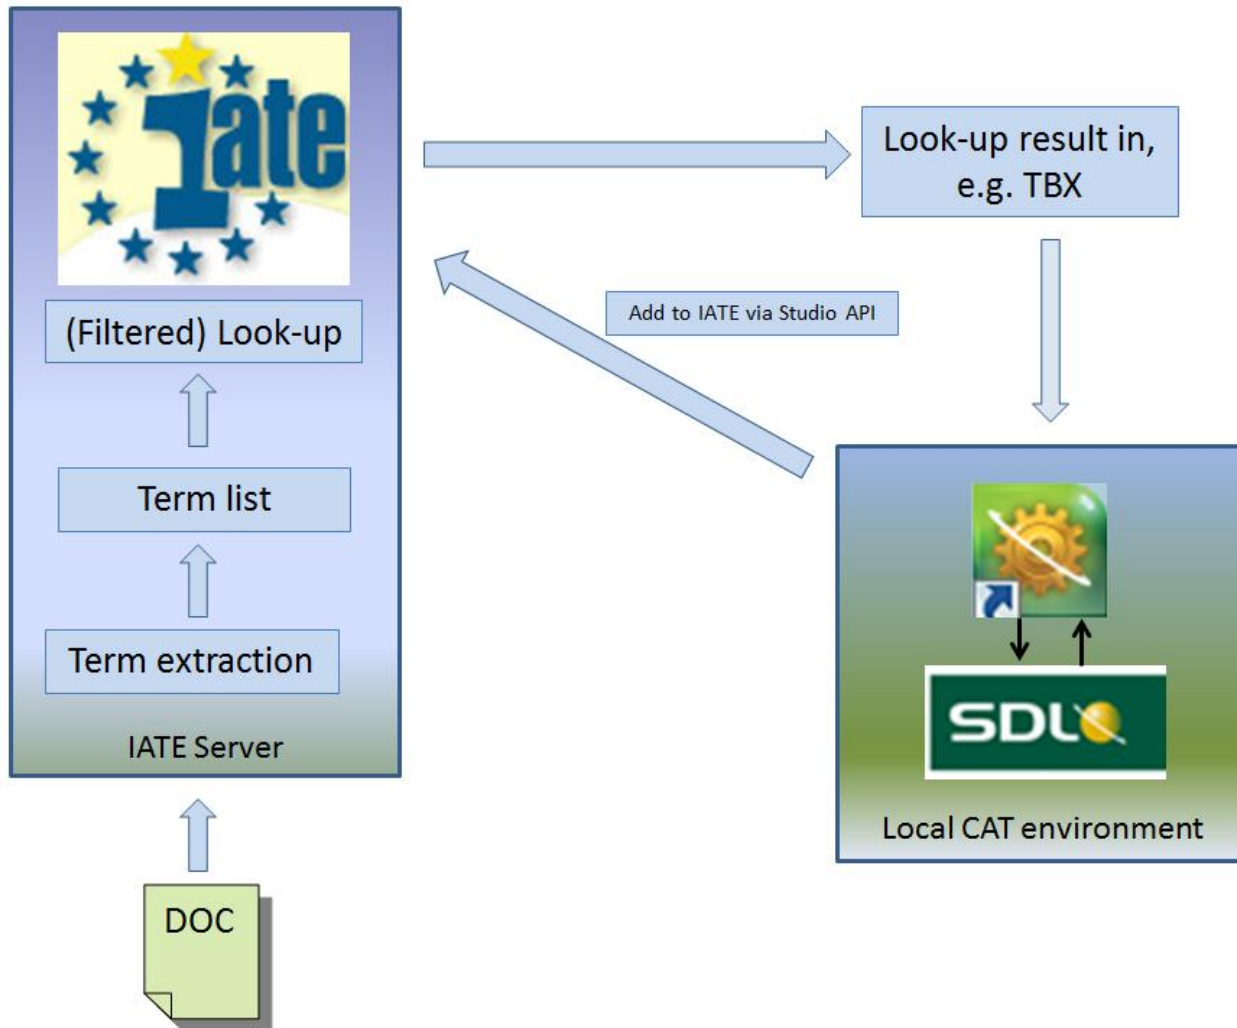 1ate
(Filtered) Look-up
Term list
Term extraction
IATE Server
DOC
Look-up result in,
e.g. TBX
Add to IATE via Studio API
SDL
Local CAT environment